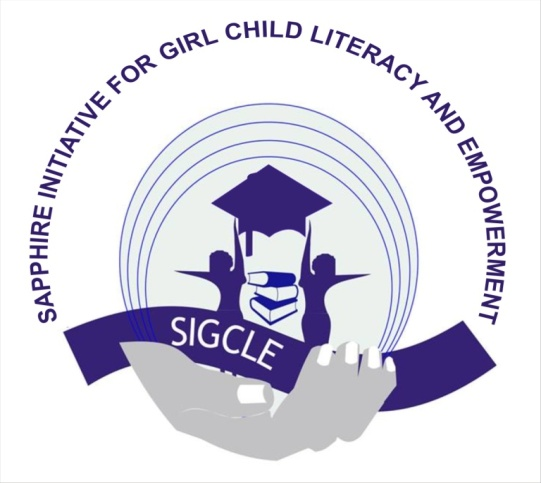 SAPPHIRE INITIATIVE FOR GIRL CHILD LITERACY AND EMPOWERMENT
SIGCLE